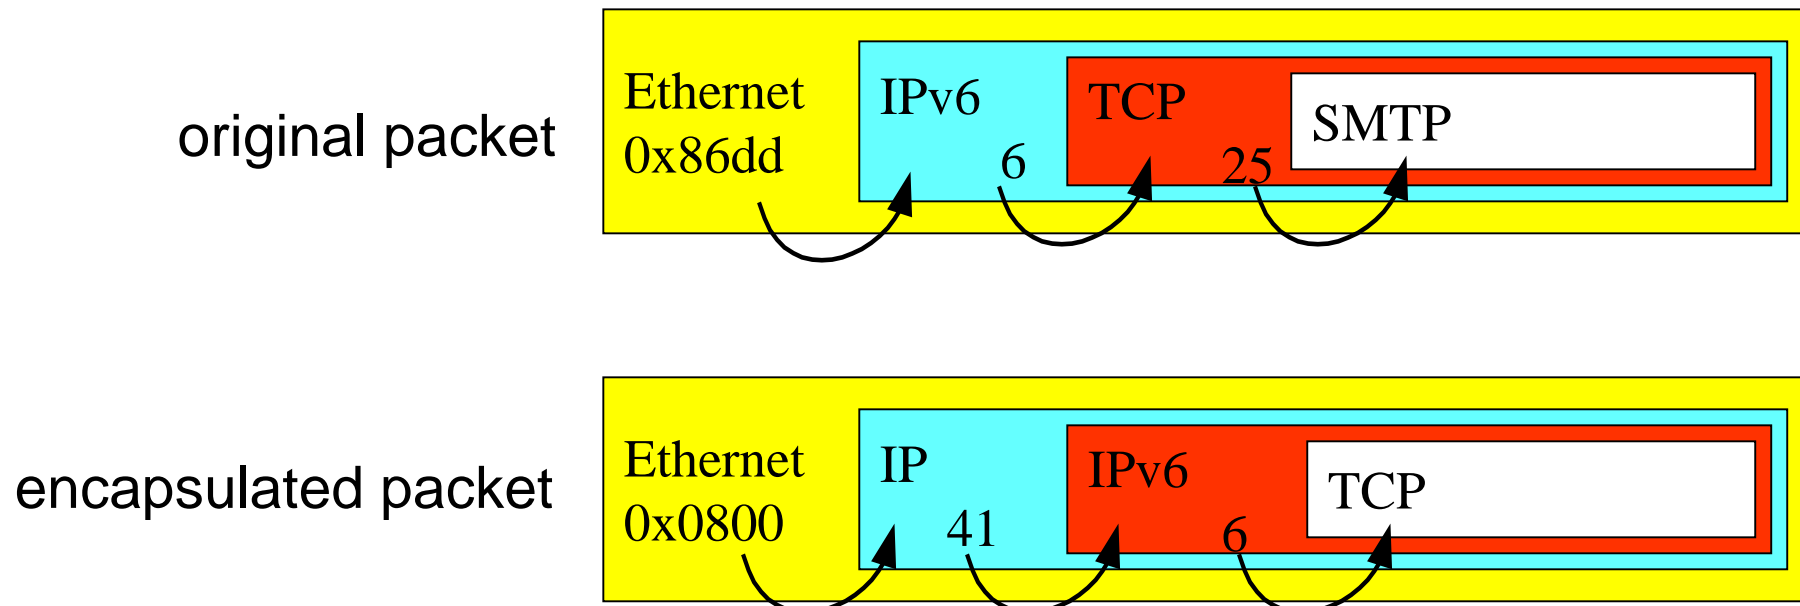 original packet
Ethernet
0x86dd
IPv6
6
TCP
25
SMTP
encapsulated packet
Ethernet
0x0800
IP
41
IPv6
6
TCP